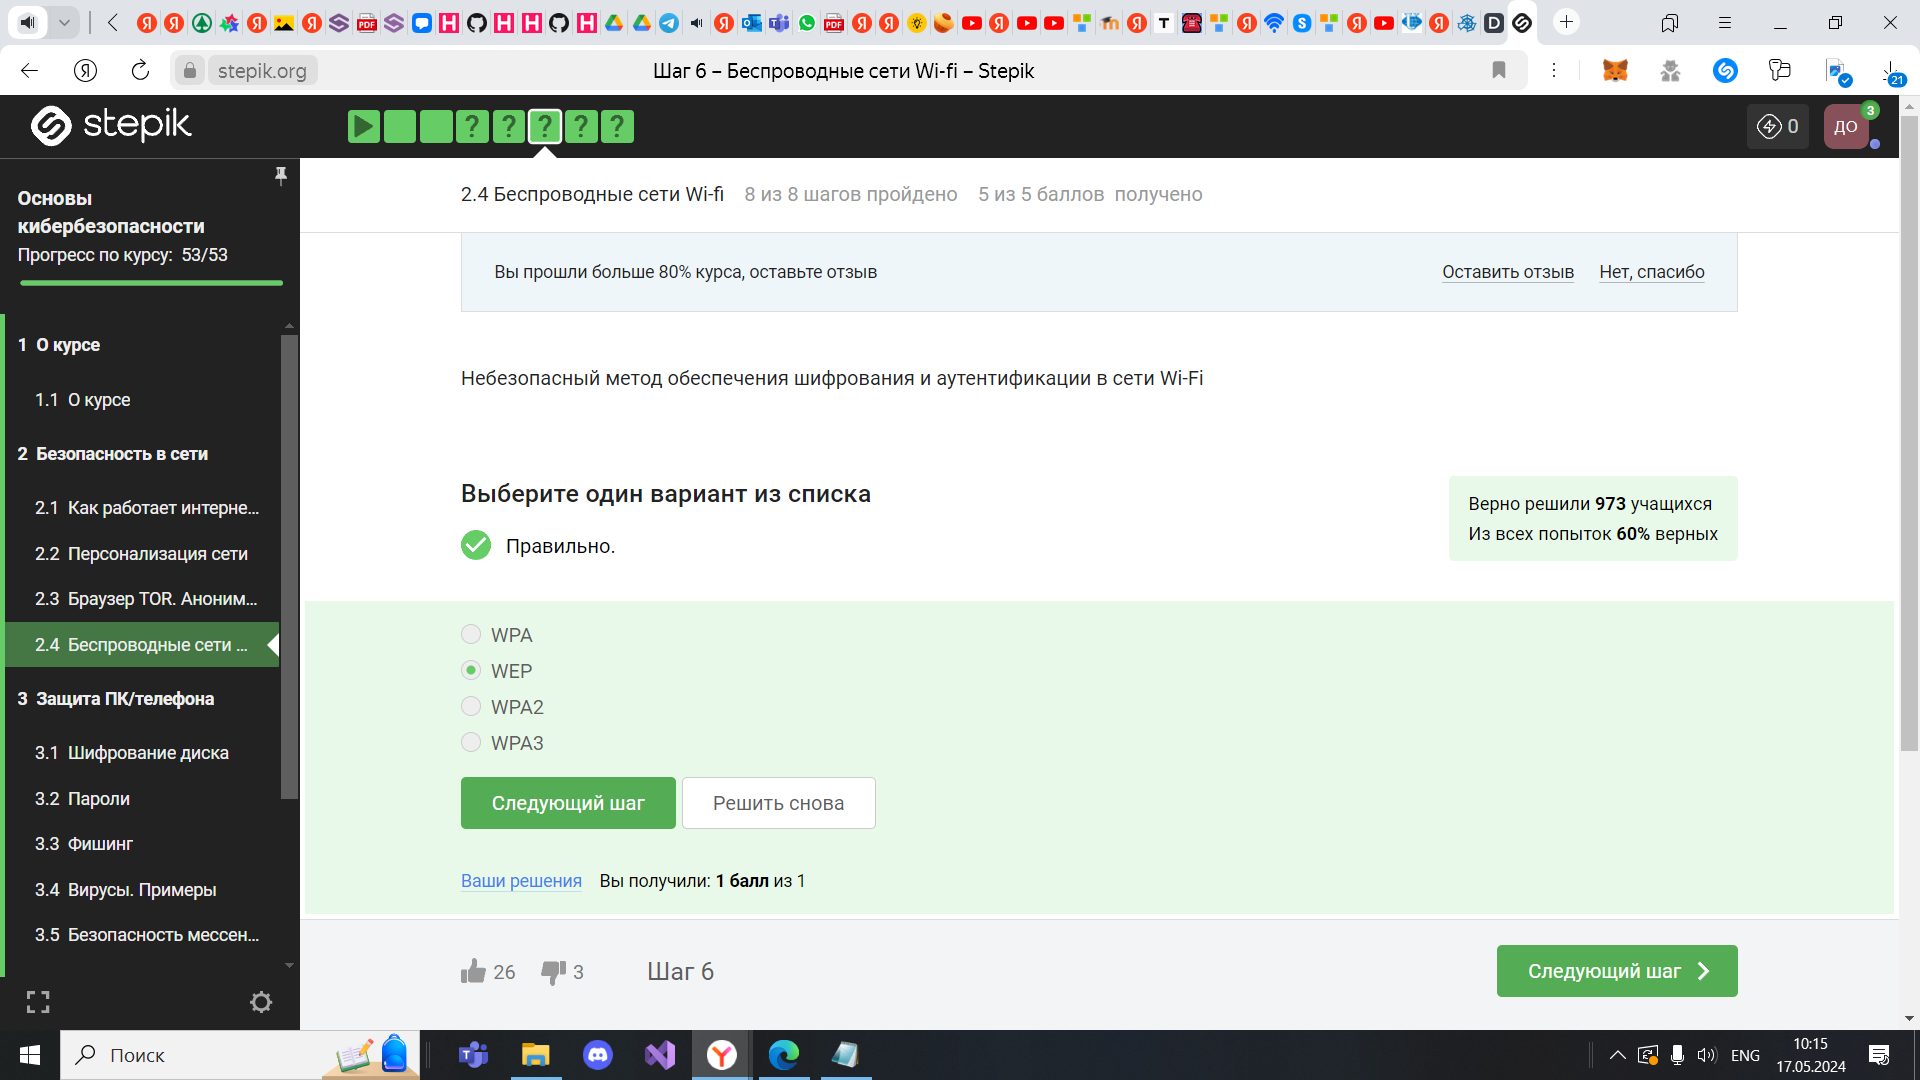 stepik.org
Шаг 6 – Беспроводные сети Wi-fi – Stepik
21
stepik
? ? ? ? ?
0
ДО
3
Основы
кибербезопасности
Прогресс по курсу: 53/53
1 О курсе
1.1 О курсе
2 Безопасность в сети
2.1 Как работает интерне...
2.2 Персонализация сети
2.3 Браузер TOR. Аноним...
2.4 Беспроводные сети ...
3 Защита ПК/телефона
3.1 Шифрование диска
3.2 Пароли
3.3 Фишинг
3.4 Вирусы. Примеры
3.5 Безопасность мессен...
2.4 Беспроводные сети Wi-fi 8 из 8 шагов пройдено 5 из 5 баллов получено
Вы прошли больше 80% курса, оставьте отзыв
Оставить отзыв Нет, спасибо
Небезопасный метод обеспечения шифрования и аутентификации в сети Wi-Fi
Выберите один вариант из списка
Правильно.
Верно решили 973 учащихся
Из всех попыток 60% верных
WPA
WEP
WPA2
WPA3
Следующий шаг
Решить снова
Ваши решения Вы получили: 1 балл из 1
26
3
Шаг 6
Следующий шаг
Поиск
ENG
10:15
17.05.2024